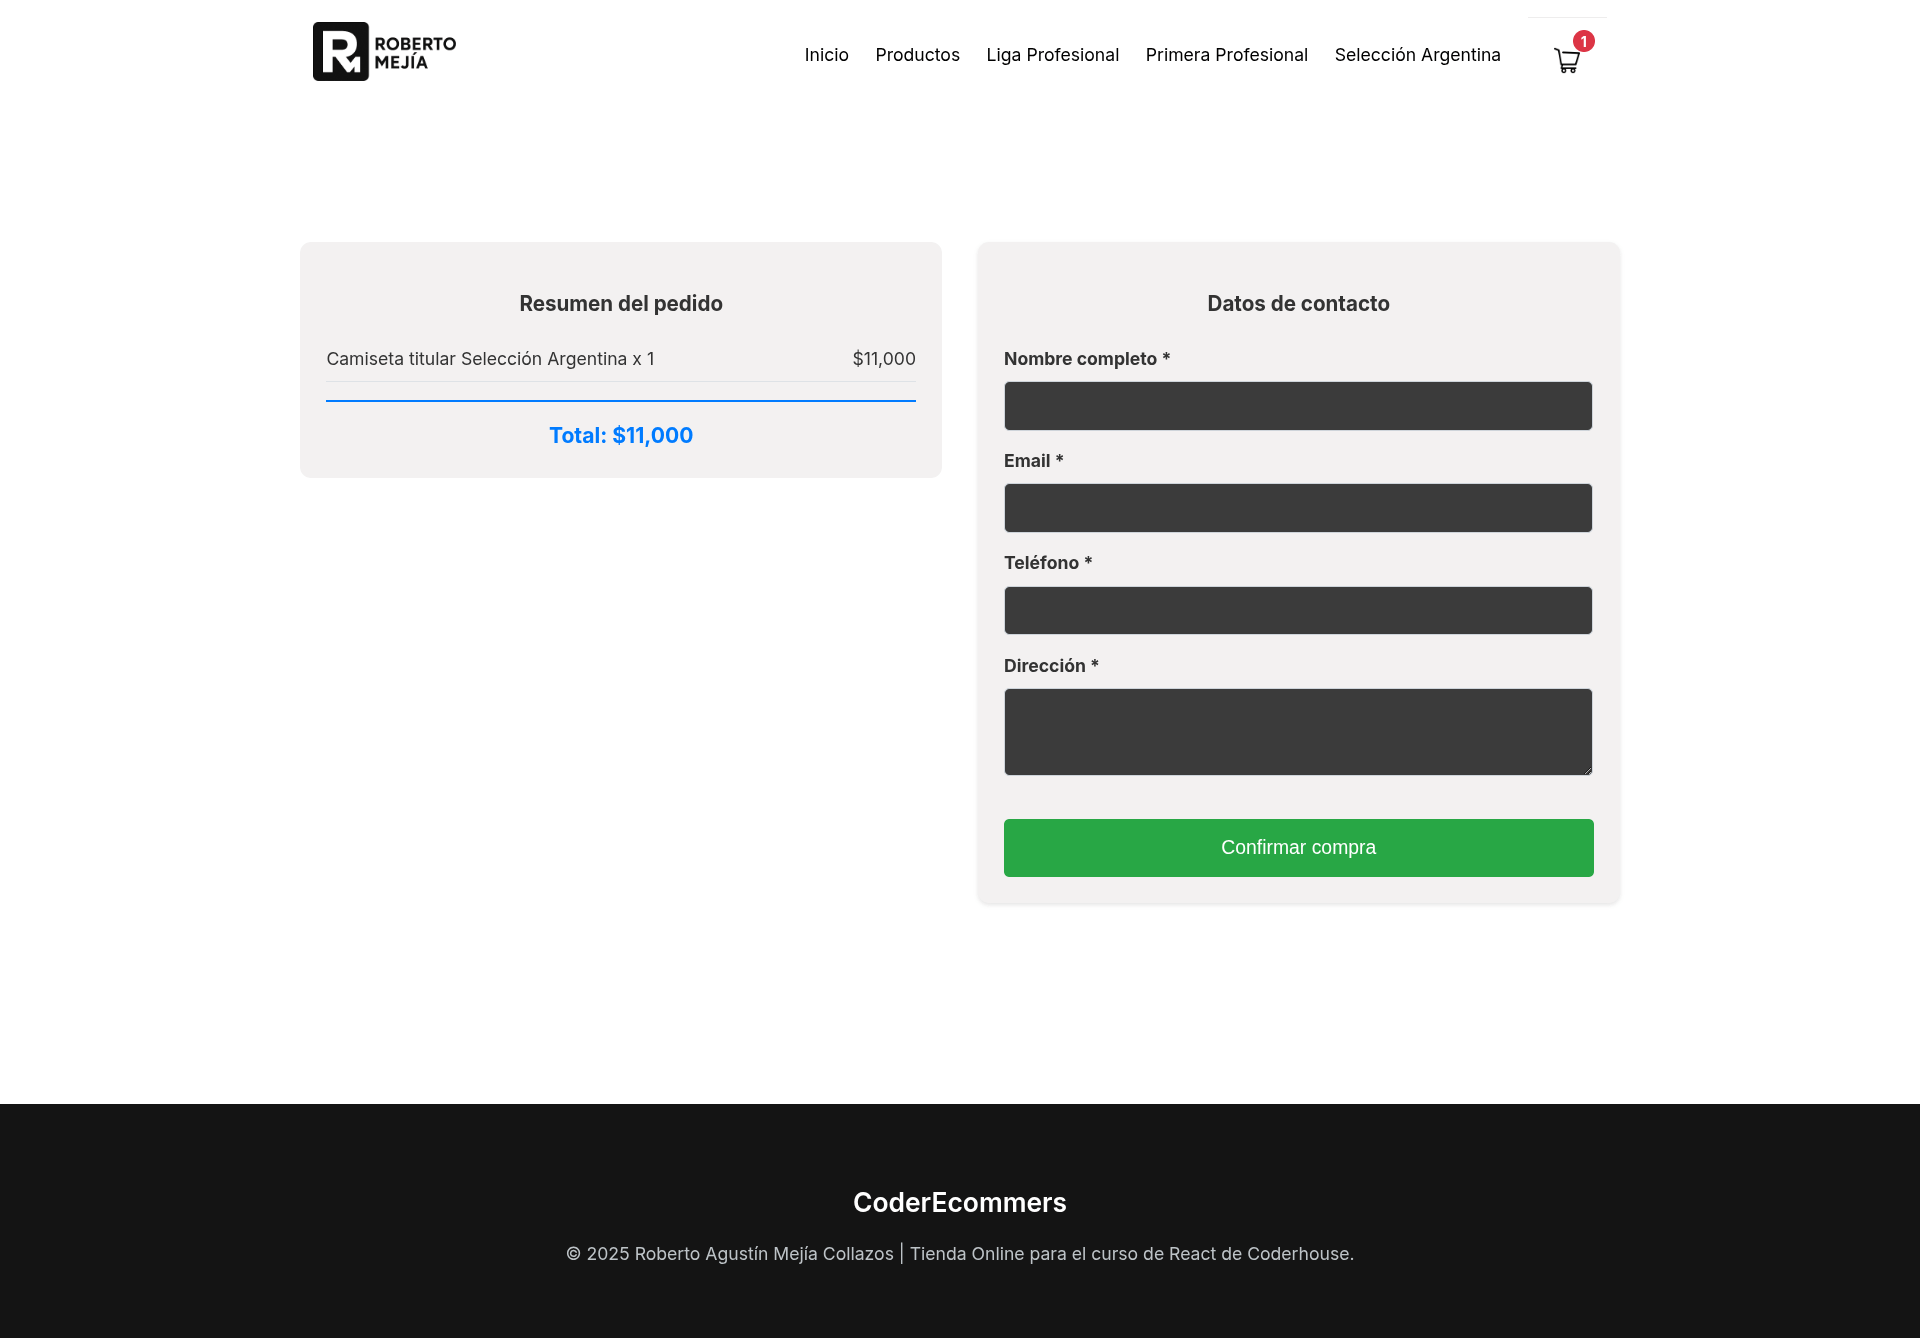 ROBERTO
MEJÍA
Inicio Productos Liga Profesional Primera Profesional Selección Argentina 1
Resumen del pedido
Camiseta titular Selección Argentina x 1 $11,000
Total: $11,000
Datos de contacto
Nombre completo *
Email *
Teléfono *
Dirección *
Confirmar compra
CoderEcommers
© 2025 Roberto Agustín Mejía Collazos | Tienda Online para el curso de React de Coderhouse.